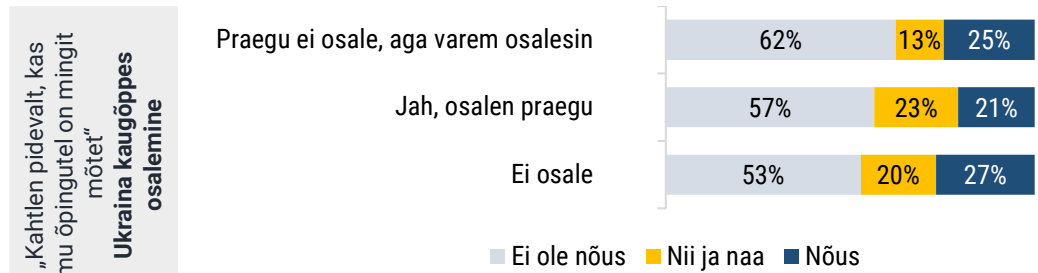 „Kahtlen pidevalt, kas
mu õpingutel on mingit
mõtet“
Ukraina kaugõppes
osalemine
Praegu ei osale, aga varem osalesin
62% 13% 25%
Jah, osalen praegu
57% 23% 21%
Ei osale
53% 20% 27%
Ei ole nõus Nii ja naa Nõus